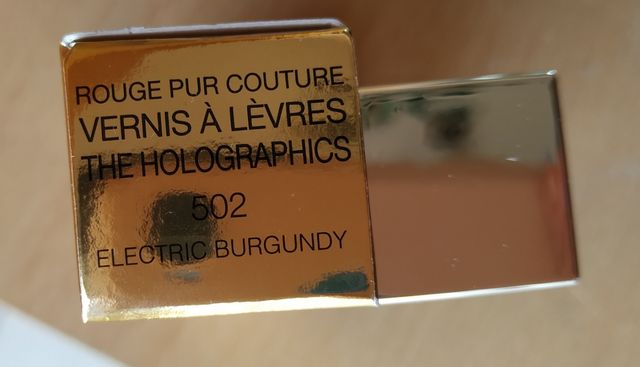 ROUGE PUR COUTURE
VERNIS À LÈVRES
THE HOLOGRAPHICS
502
ELECTRIC BURGUNDY